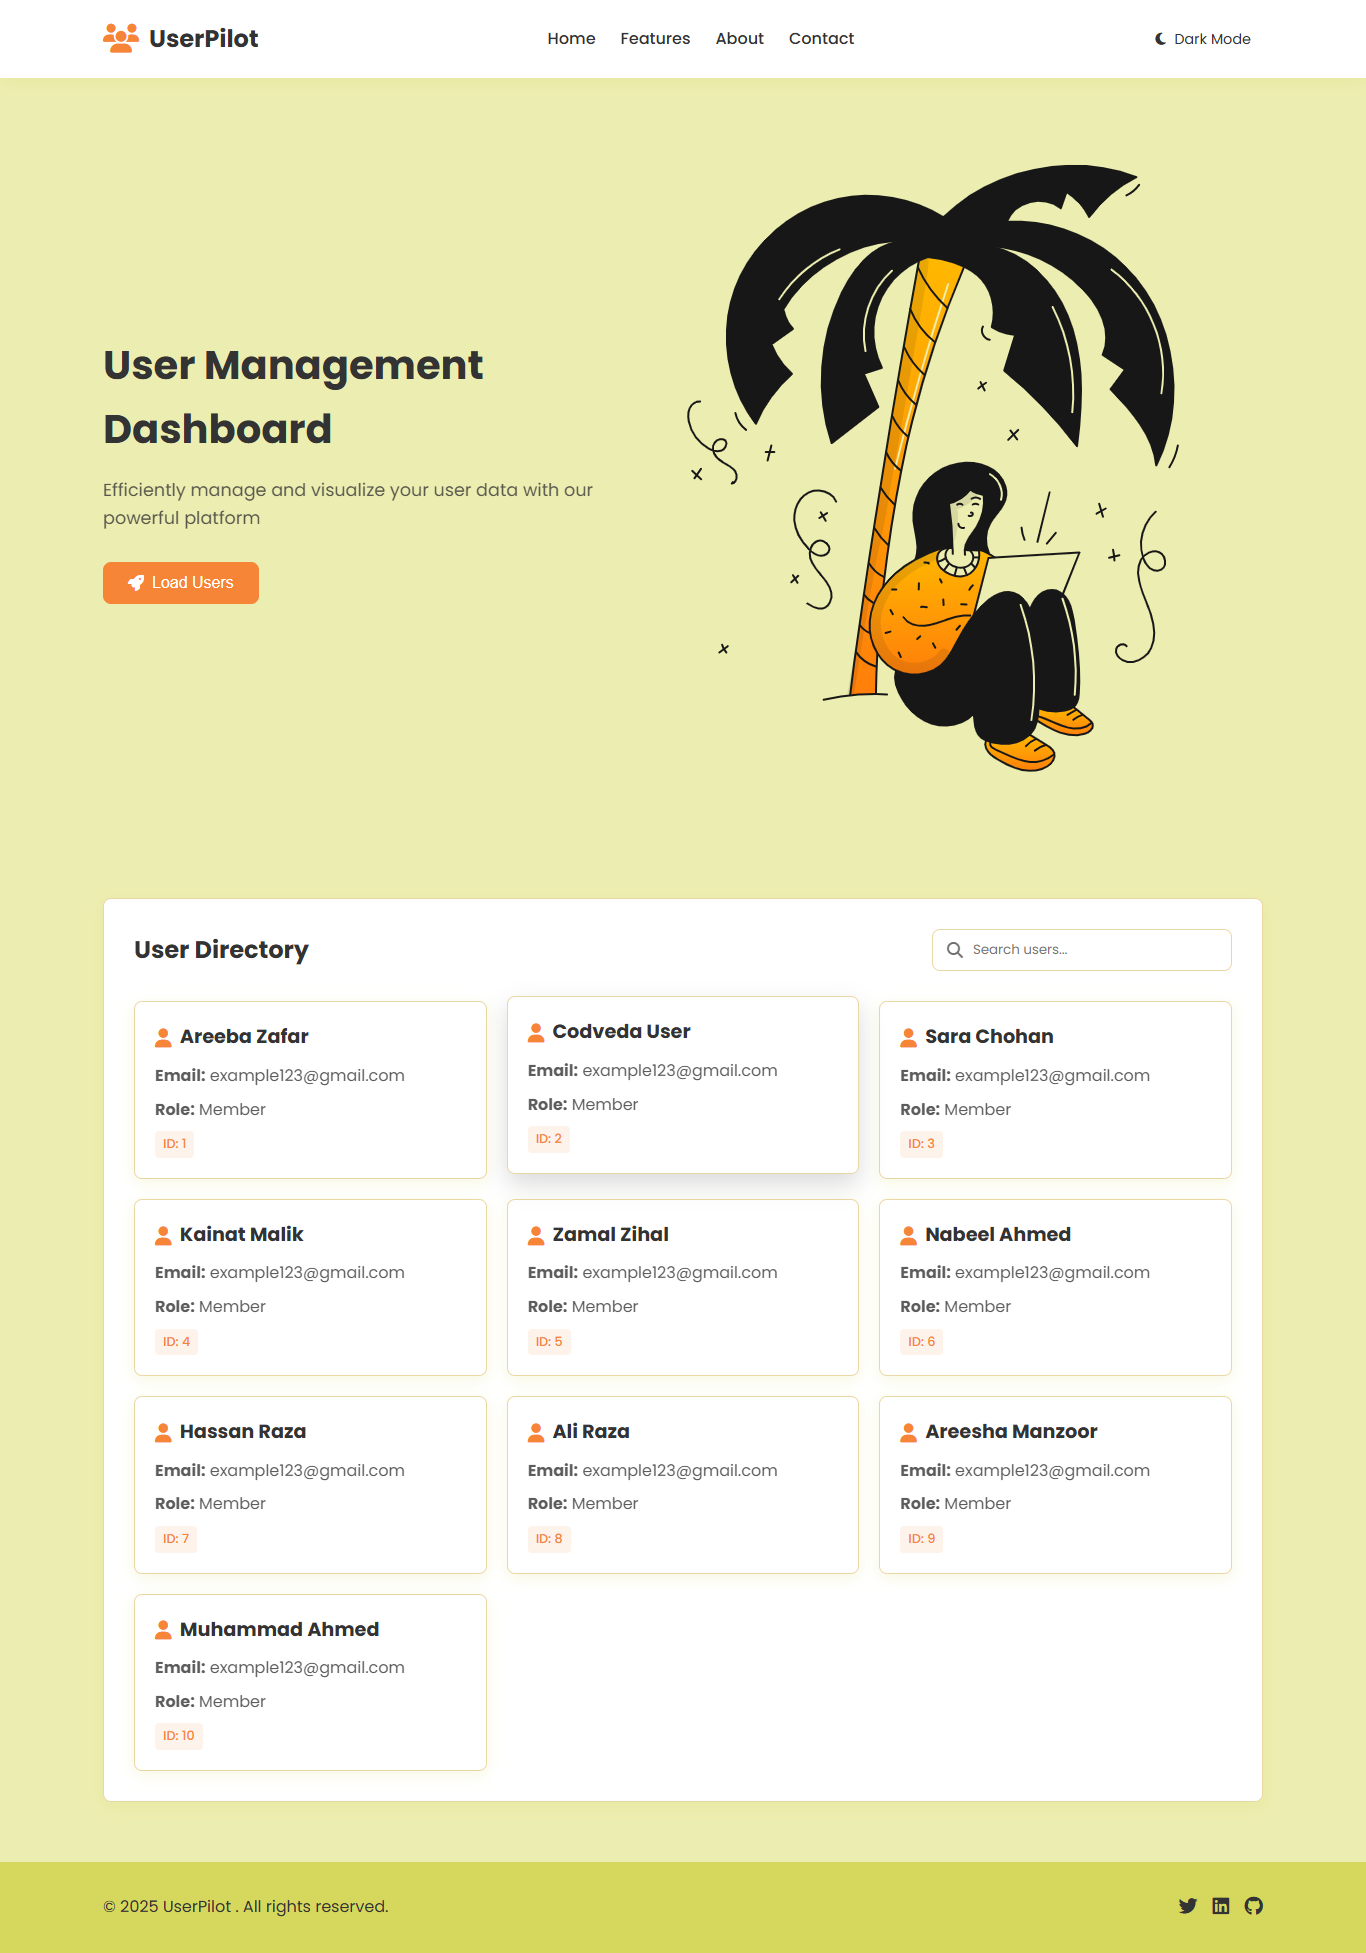 UserPilot
Home Features About Contact
Dark Mode
User Management
Dashboard
Efficiently manage and visualize your user data with our
powerful platform
Load Users
User Directory
Search users...
Areeba Zafar
Email: example123@gmail.com
Role: Member
ID: 1
Codveda User
Email: example123@gmail.com
Role: Member
ID: 2
Sara Chohan
Email: example123@gmail.com
Role: Member
ID: 3
Kainat Malik
Email: example123@gmail.com
Role: Member
ID: 4
Zamal Zihal
Email: example123@gmail.com
Role: Member
ID: 5
Nabeel Ahmed
Email: example123@gmail.com
Role: Member
ID: 6
Hassan Raza
Email: example123@gmail.com
Role: Member
ID: 7
Ali Raza
Email: example123@gmail.com
Role: Member
ID: 8
Areesha Manzoor
Email: example123@gmail.com
Role: Member
ID: 9
Muhammad Ahmed
Email: example123@gmail.com
Role: Member
ID: 10
© 2025 UserPilot . All rights reserved.